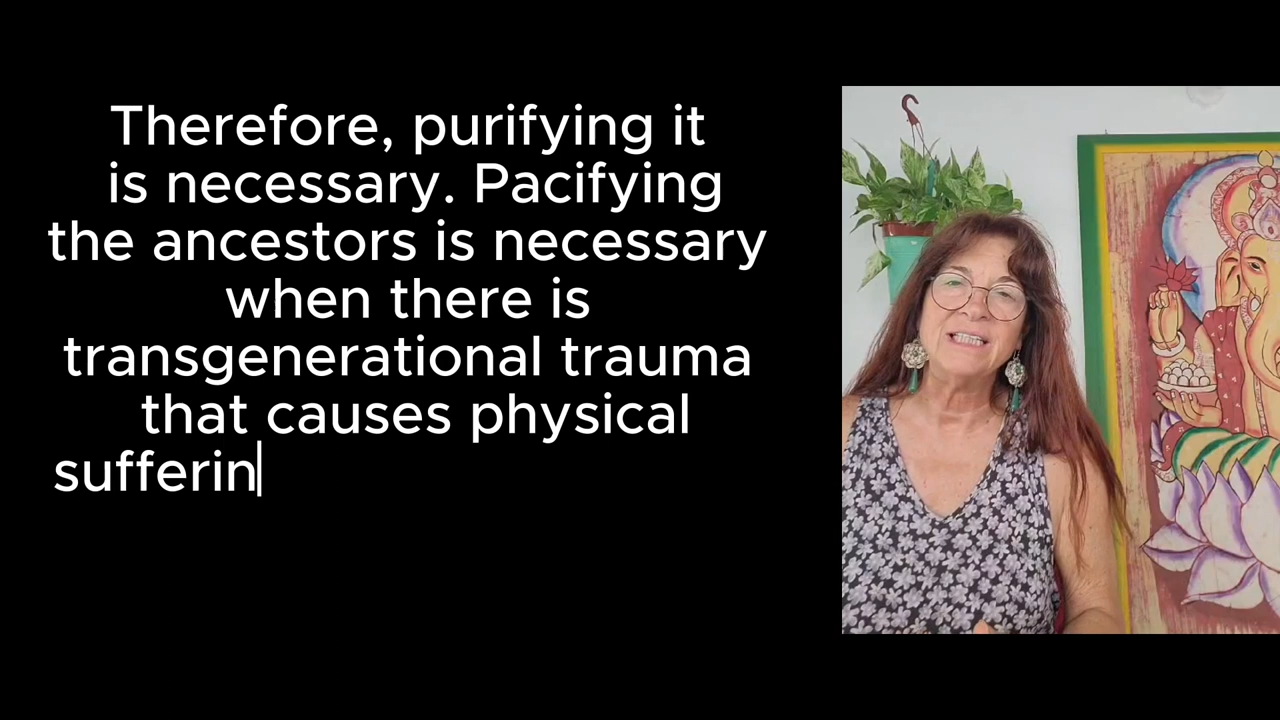 Therefore, purifying it
is necessary. Pacifying
the ancestors is necessary
when there is
transgenerational trauma
that causes physical
sufferin